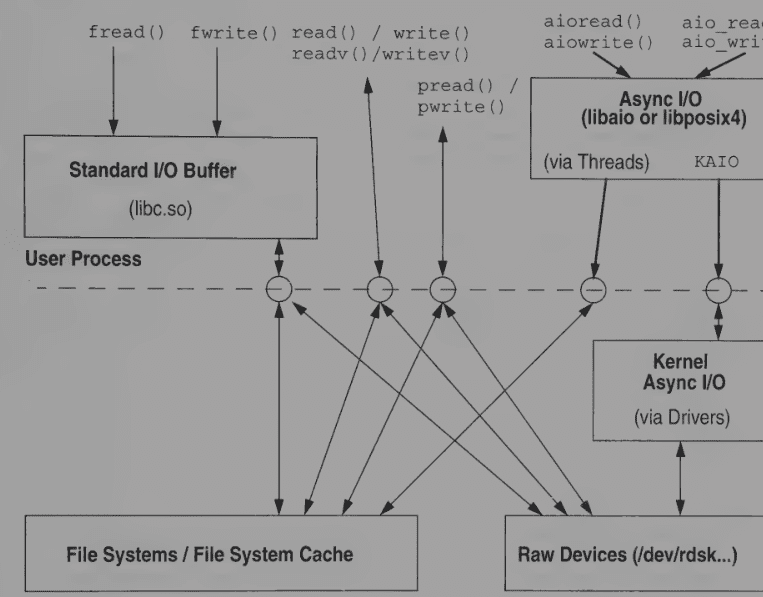 fread() fwrite() read() / write()
readv()/writev()
pread() /
pwrite()
aioread()
aiowrite()
Async I/O
(libaio or libposix4)
(via Threads) KAIO
Standard I/O Buffer
(libc.so)
User Process
Kernel
Async I/O
(via Drivers)
File Systems / File System Cache
Raw Devices (/dev/rdsk...)